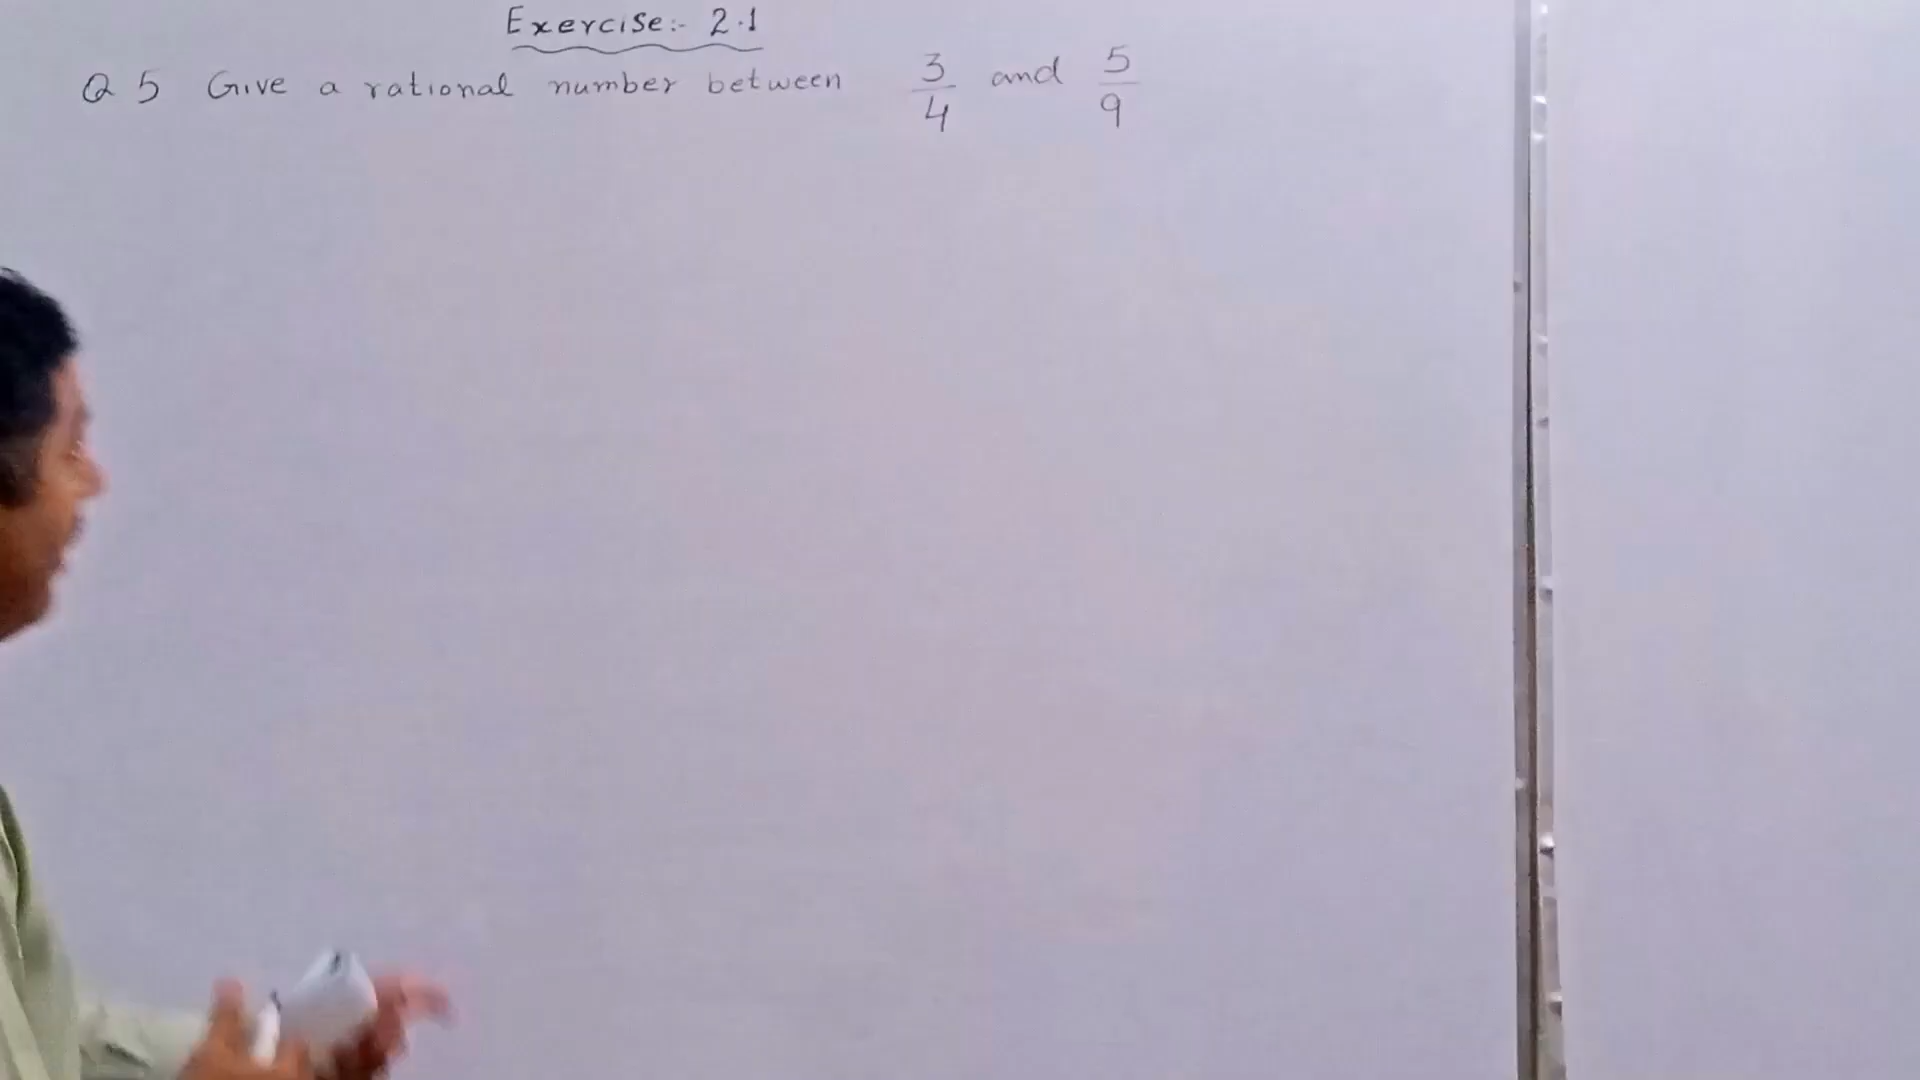 Exercise:- 2.1
Q 5 Give a rational number between 3/4 and 5/9